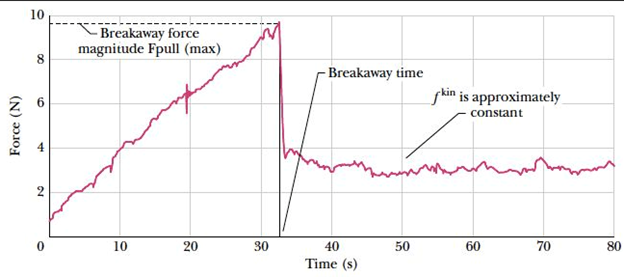 10
8
6
4
2
0
Force (N)
Breakaway force
magnitude Fpull (max)
Breakaway time
f kin is approximately
constant
10 20 30 40 50 60 70 80
Time (s)